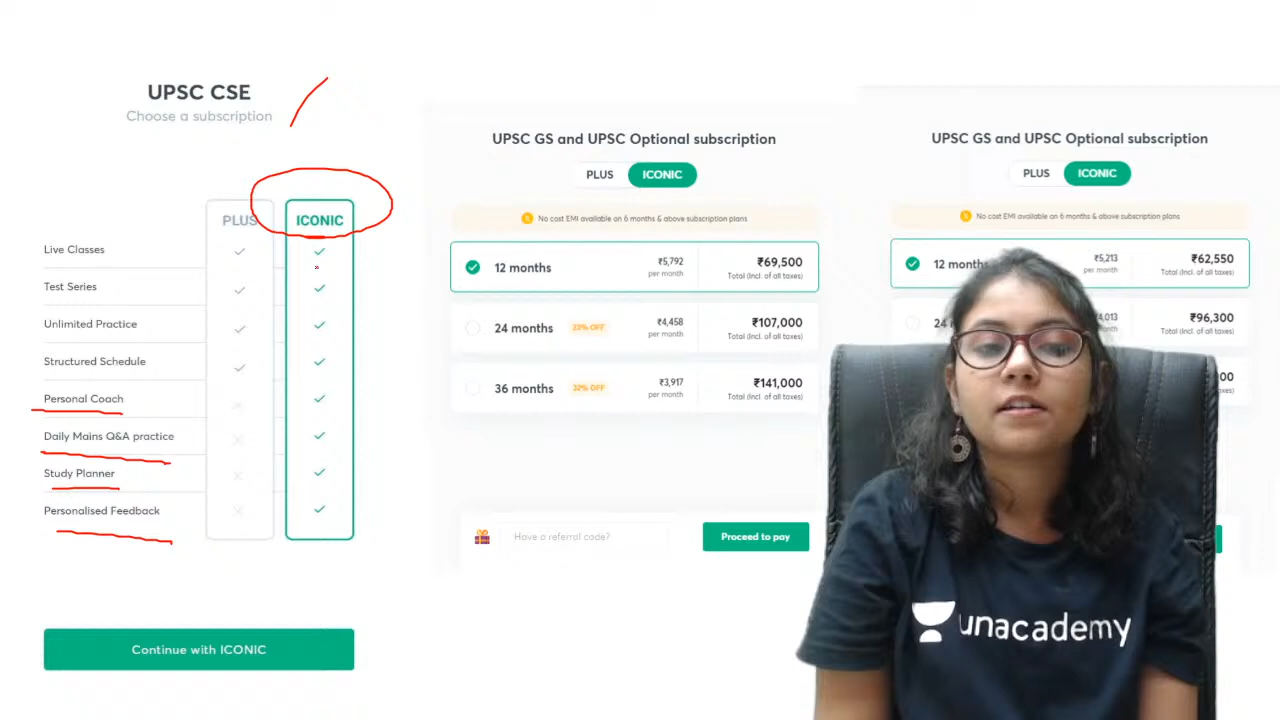 UPSC CSE
Choose a subscription
PLUS ICONIC
Live Classes
Test Series
Unlimited Practice
Structured Schedule
Personal Coach
Daily Mains Q&A practice
Study Planner
Personalised Feedback
Continue with ICONIC
UPSC GS and UPSC Optional subscription
PLUS ICONIC
No cost EMI available on 6 months & above subscription plans
12 months ₹5,792 ₹69,500
per month Total (Incl. of all taxes)
24 months 23% OFF ₹4,458 ₹107,000
per month Total (Incl. of all taxes)
36 months 32% OFF ₹3,917 ₹141,000
per month Total (Incl. of all taxes)
Have a referral code? Proceed to pay
UPSC GS and UPSC Optional subscription
PLUS ICONIC
No cost EMI available on 6 months & above subscription plans
12 months ₹5,213 ₹62,550
per month Total (Incl. of all taxes)
24 ₹96,300
per month Total (Incl. of all taxes)
00
taxes)
unacademy